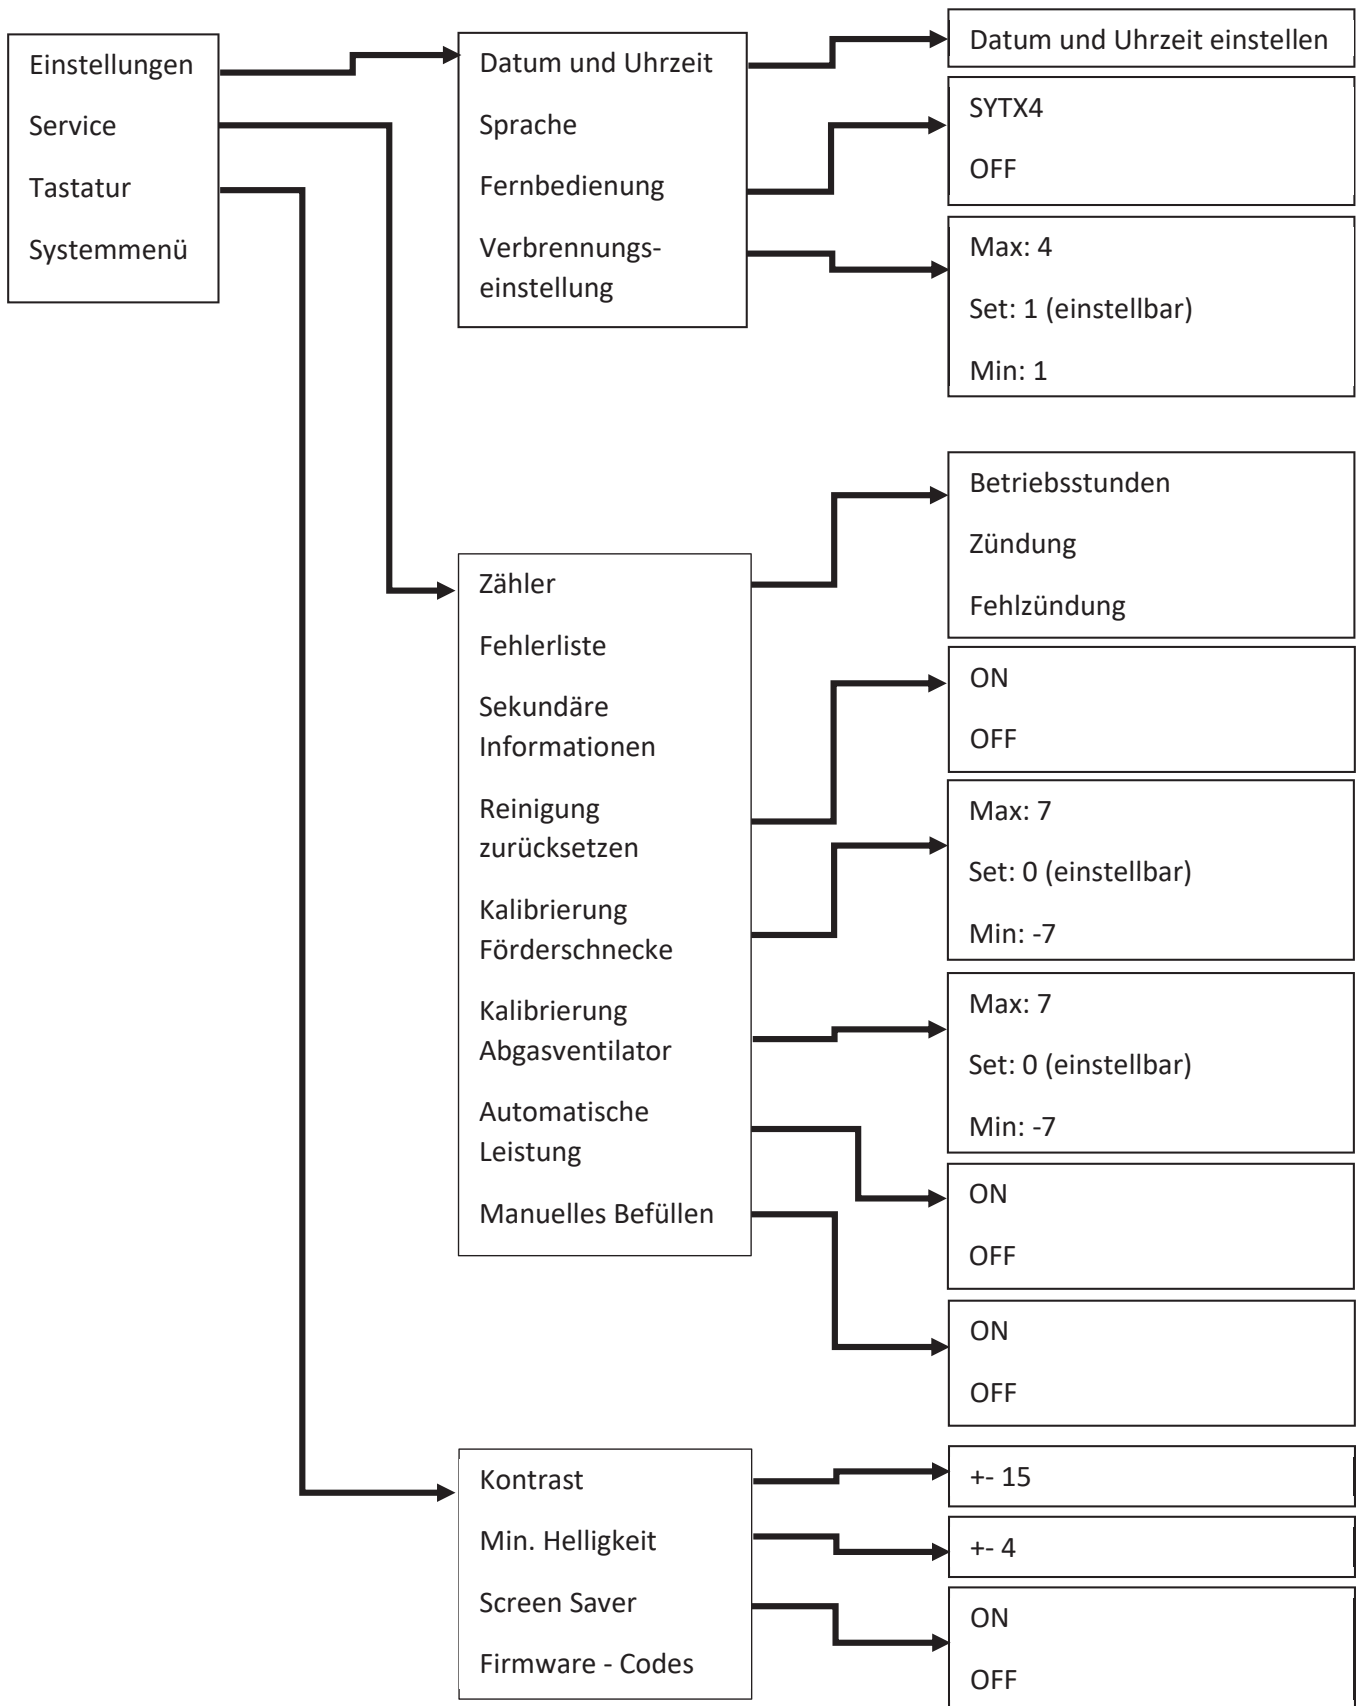 Einstellungen
Service
Tastatur
Systemmenü
Datum und Uhrzeit
Sprache
Fernbedienung
Verbrennungs-
einstellung
Datum und Uhrzeit einstellen
SYTX4
OFF
Max: 4
Set: 1 (einstellbar)
Min: 1
Zähler
Fehlerliste
Sekundäre
Informationen
Reinigung
zurücksetzen
Kalibrierung
Förderschnecke
Kalibrierung
Abgasventilator
Automatische
Leistung
Manuelles Befüllen
Betriebsstunden
Zündung
Fehlzündung
ON
OFF
Max: 7
Set: 0 (einstellbar)
Min: -7
Max: 7
Set: 0 (einstellbar)
Min: -7
ON
OFF
ON
OFF
Kontrast
Min. Helligkeit
Screen Saver
Firmware - Codes
+- 15
+- 4
ON
OFF